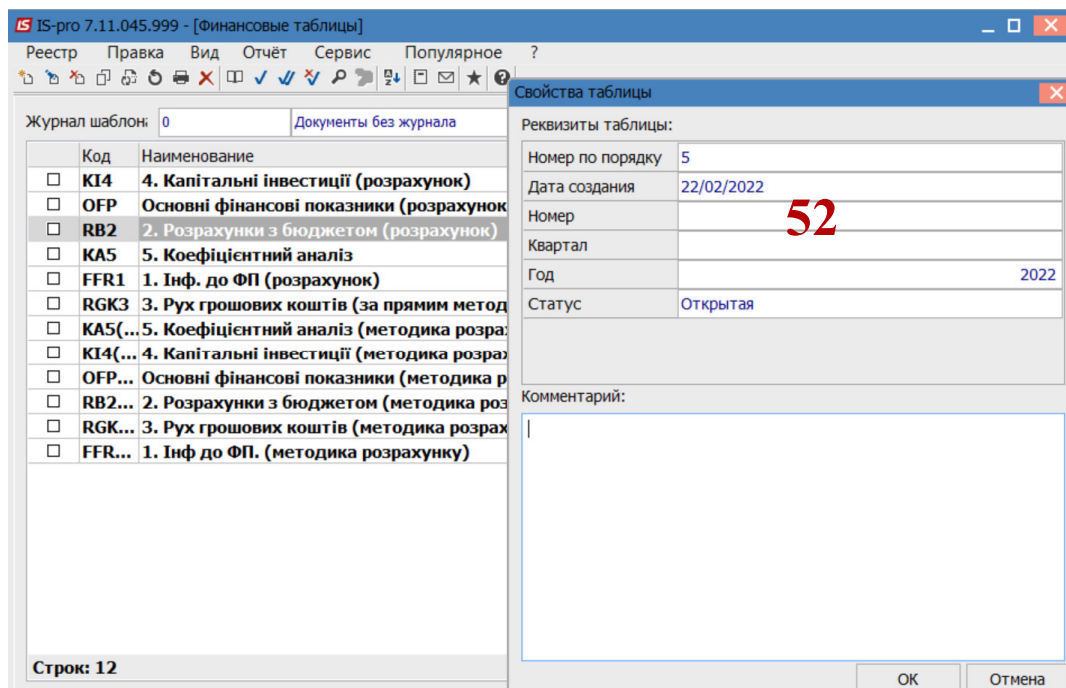 IS-pro 7.11.045.999 - [Финансовые таблицы]
Реестр Правка Вид Отчёт Сервис Популярное ?
Журнал шаблон 0 Документы без журнала
Код Наименование
KI4 4. Капітальні інвестиції (розрахунок)
OFP Основні фінансові показники (розрахунок
RB2 2. Розрахунки з бюджетом (розрахунок)
KA5 5. Коефіцієнтний аналіз
FFR1 1. Інф. до ФП (розрахунок)
RGK3 3. Рух грошових коштів (за прямим метод
KA5(... 5. Коефіцієнтний аналіз (методика розра
KI4(... 4. Капітальні інвестиції (методика розра
OFP... Основні фінансові показники (методика р
RB2... 2. Розрахунки з бюджетом (методика роз
RGK... 3. Рух грошових коштів (методика розрах
FFR... 1. Інф до ФП. (методика розрахунку)
Строк: 12
Свойства таблицы
Реквизиты таблицы:
Номер по порядку 5
Дата создания 22/02/2022
Номер
52
Квартал
Год 2022
Статус Открытая
Комментарий:
ОК Отмена